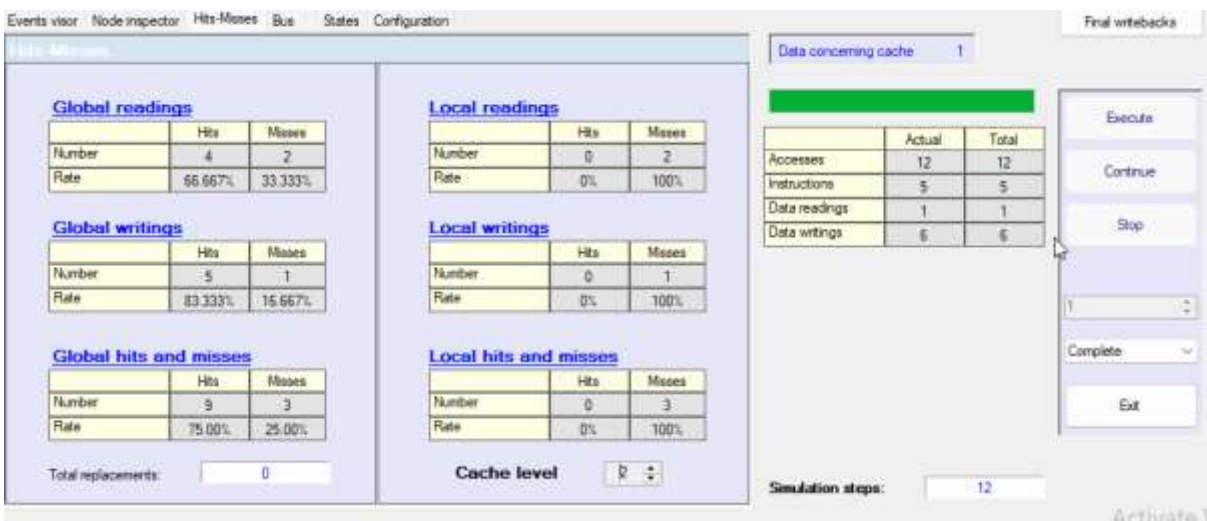 Events visor Node inspector Hits-Misses Bus States Configuration
Final writebacks
Hits-Misses
Data concerning cache 1
Global readings
Hits Misses
Number 4 2
Rate 66.667% 33.333%
Global writings
Hits Misses
Number 5 1
Rate 83.333% 16.667%
Global hits and misses
Hits Misses
Number 9 3
Rate 75.00% 25.00%
Total replacements: 0
Local readings
Hits Misses
Number 0 2
Rate 0% 100%
Local writings
Hits Misses
Number 0 1
Rate 0% 100%
Local hits and misses
Hits Misses
Number 0 3
Rate 0% 100%
Cache level
Actual Total
Accesses 12 12
Instructions 5 5
Data readings 1 1
Data writings 6 6
Simulation steps: 12
Execute
Continue
Stop
1
Complete
Exit
Activate